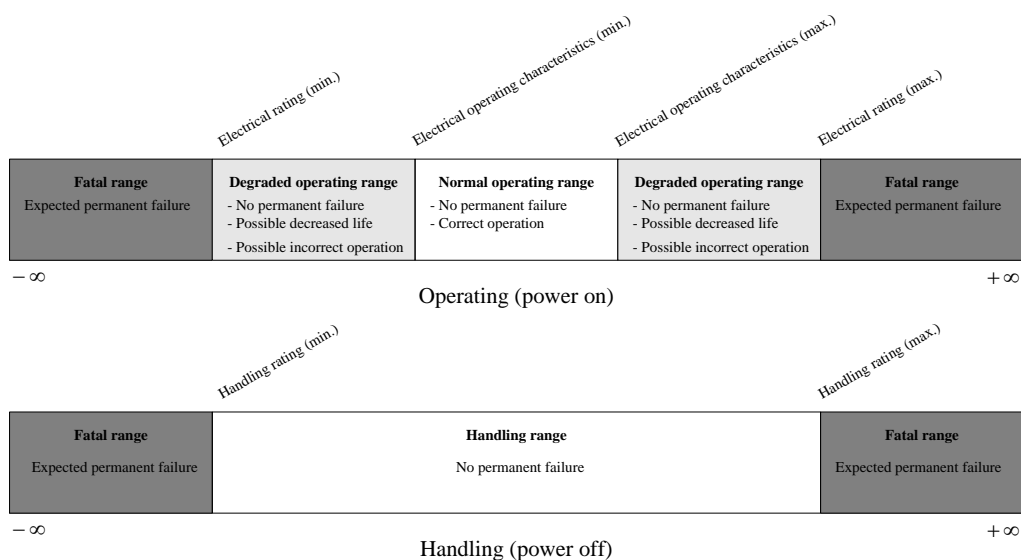 Electrical rating (min.)
Electrical operating characteristics (min.)
Electrical operating characteristics (max.)
Electrical rating (max.)
Fatal range
Expected permanent failure
Degraded operating range
- No permanent failure
- Possible decreased life
- Possible incorrect operation
Normal operating range
- No permanent failure
- Correct operation
Degraded operating range
- No permanent failure
- Possible decreased life
- Possible incorrect operation
Fatal range
Expected permanent failure
− ∞
+ ∞
Operating (power on)
Handling rating (min.)
Handling rating (max.)
Fatal range
Expected permanent failure
Handling range
No permanent failure
Fatal range
Expected permanent failure
− ∞
+ ∞
Handling (power off)